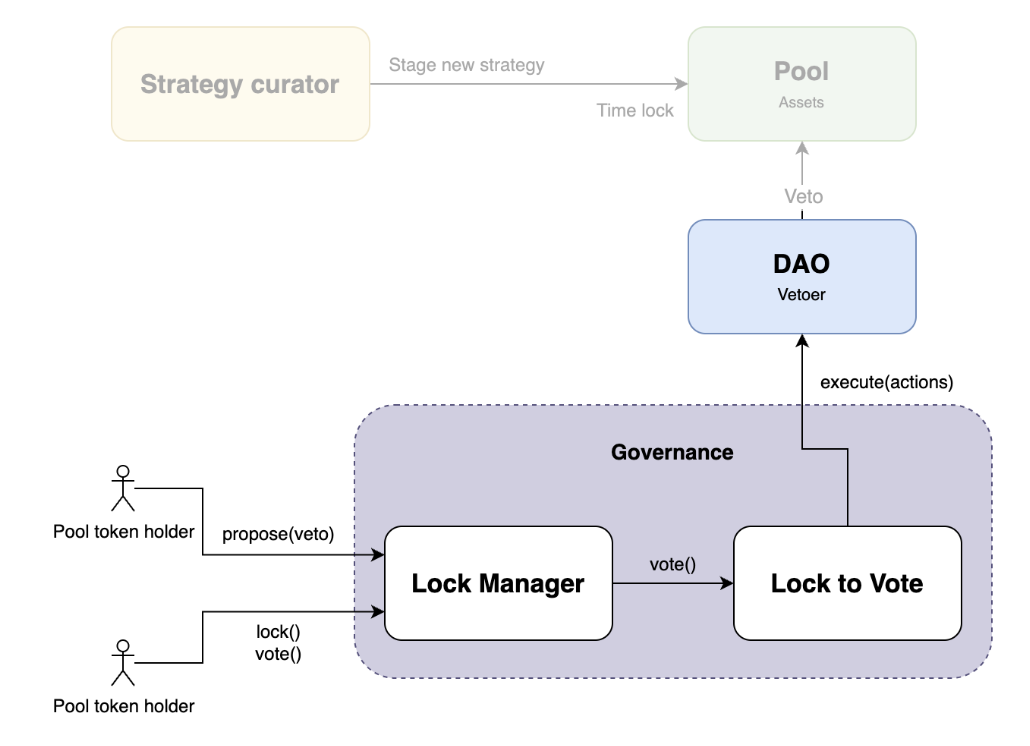 Strategy curator
Stage new strategy
Time lock
Pool
Assets
Veto
DAO
Vetoer
execute(actions)
Governance
Pool token holder
propose(veto)
Lock Manager
vote()
Lock to Vote
lock()
vote()
Pool token holder